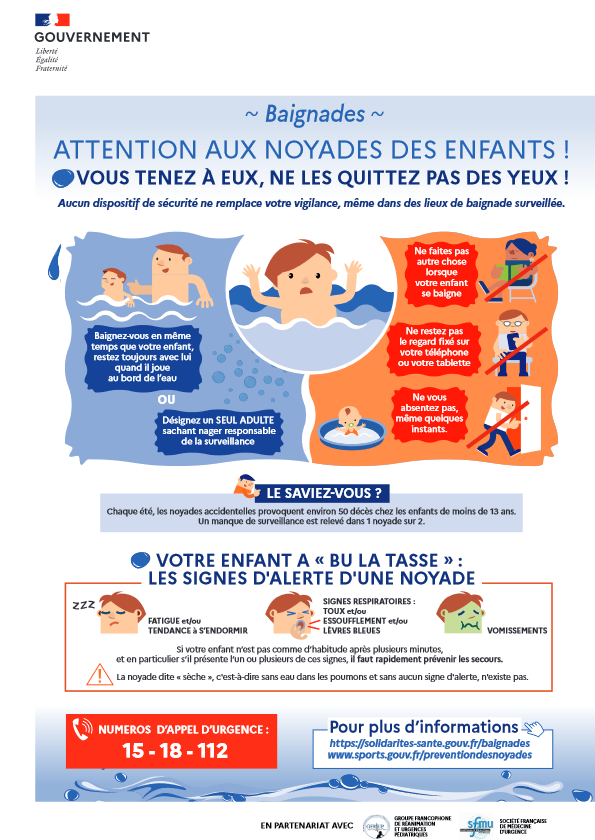 GOUVERNEMENT
Liberté
Égalité
Fraternité
~ Baignades ~
ATTENTION AUX NOYADES DES ENFANTS !
VOUS TENEZ À EUX, NE LES QUITTEZ PAS DES YEUX !
Aucun dispositif de sécurité ne remplace votre vigilance, même dans des lieux de baignade surveillée.
Baignez-vous en même
temps que votre enfant,
restez toujours avec lui
quand il joue
au bord de l'eau
OU
Désignez un SEUL ADULTE
sachant nager responsable
de la surveillance
Ne faites pas
autre chose
lorsque
votre enfant
se baigne
Ne restez pas
le regard fixé sur
votre téléphone
ou votre tablette
Ne vous
absentez pas,
même quelques
instants.
LE SAVIEZ-VOUS ?
Chaque été, les noyades accidentelles provoquent environ 50 décès chez les enfants de moins de 13 ans.
Un manque de surveillance est relevé dans 1 noyade sur 2.
VOTRE ENFANT A « BU LA TASSE » :
LES SIGNES D'ALERTE D'UNE NOYADE
zzz
FATIGUE et/ou
TENDANCE à S'ENDORMIR
SIGNES RESPIRATOIRES :
TOUX et/ou
ESSOUFFLEMENT et/ou
LÈVRES BLEUES
VOMISSEMENTS
Si votre enfant n'est pas comme d'habitude après plusieurs minutes,
et en particulier s'il présente l'un ou plusieurs de ces signes, il faut rapidement prévenir les secours.
La noyade dite « sèche », c'est-à-dire sans eau dans les poumons et sans aucun signe d'alerte, n'existe pas.
NUMEROS D'APPEL D'URGENCE :
15 - 18 - 112
Pour plus d'informations
https://solidarites-sante.gouv.fr/baignades
www.sports.gouv.fr/preventiondesnoyades
EN PARTENARIAT AVEC
GROUPE FRANCOPHONE
DE RÉANIMATION
ET URGENCES
PÉDIATRIQUES
sfmu
SOCIÉTÉ FRANÇAISE
DE MÉDECINE
D'URGENCE